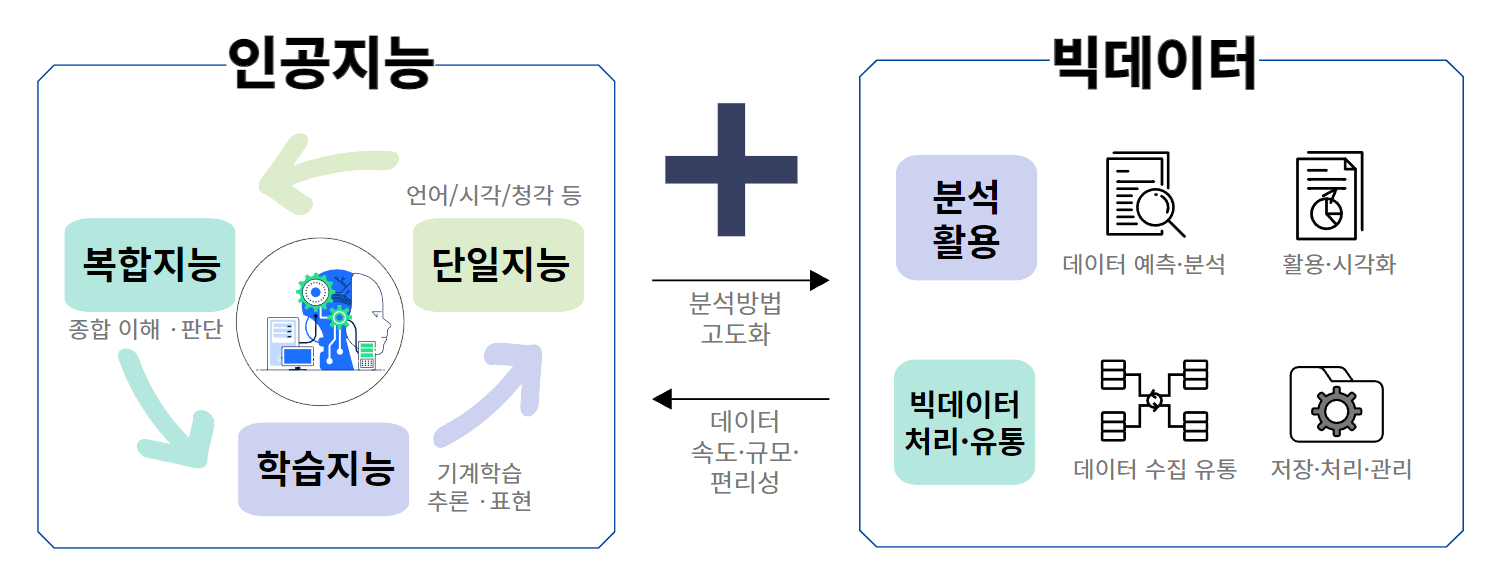 인공지능
빅데이터
언어/시각/청각 등
복합지능
단일지능
종합 이해 · 판단
학습지능
기계학습
추론 · 표현
분석방법
고도화
데이터
속도·규모·
편리성
분석
활용
데이터 예측·분석
활용·시각화
빅데이터
처리·유통
데이터 수집 유통
저장·처리·관리